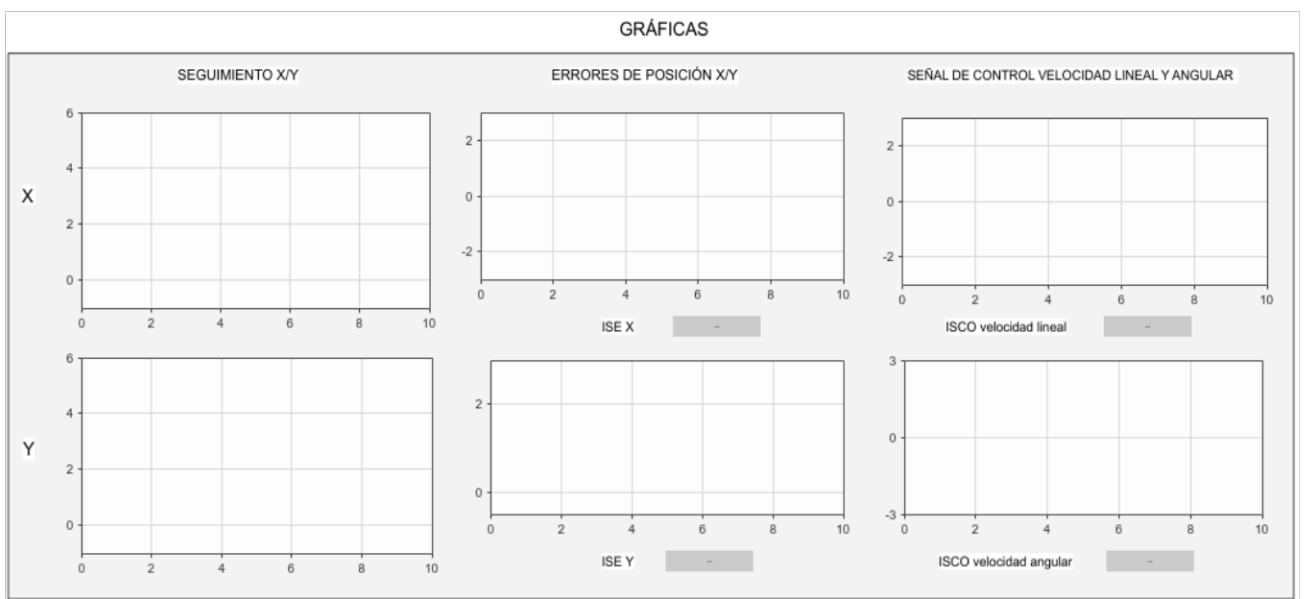 GRÁFICAS
SEGUIMIENTO X/Y
ERRORES DE POSICIÓN X/Y
SEÑAL DE CONTROL VELOCIDAD LINEAL Y ANGULAR
X
6
4
2
0
0 2 4 6 8 10
2
0
-2
0 2 4 6 8 10
ISE X -
2
0
-2
0 2 4 6 8 10
ISCO velocidad lineal -
Y
6
4
2
0
0 2 4 6 8 10
2
0
0 2 4 6 8 10
ISE Y -
3
0
-3
0 2 4 6 8 10
ISCO velocidad angular -